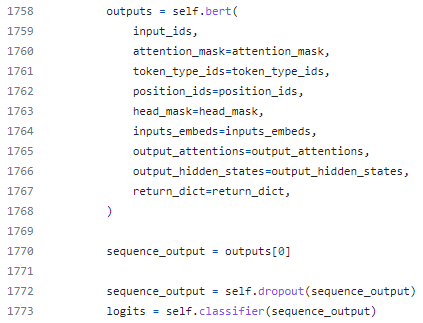 1758 outputs = self.bert(
1759 input_ids,
1760 attention_mask=attention_mask,
1761 token_type_ids=token_type_ids,
1762 position_ids=position_ids,
1763 head_mask=head_mask,
1764 inputs_embeds=inputs_embeds,
1765 output_attentions=output_attentions,
1766 output_hidden_states=output_hidden_states,
1767 return_dict=return_dict,
1768 )
1769
1770 sequence_output = outputs[0]
1771
1772 sequence_output = self.dropout(sequence_output)
1773 logits = self.classifier(sequence_output)